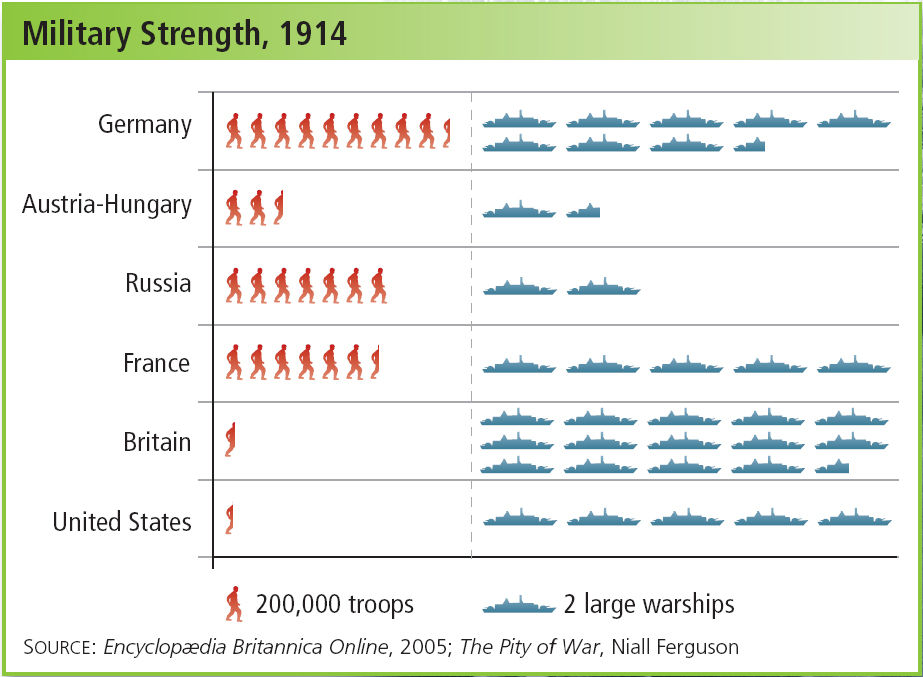 Military Strength, 1914
Germany
Austria-Hungary
Russia
France
Britain
United States
200,000 troops
2 large warships
SOURCE: Encyclopædia Britannica Online, 2005; The Pity of War, Niall Ferguson